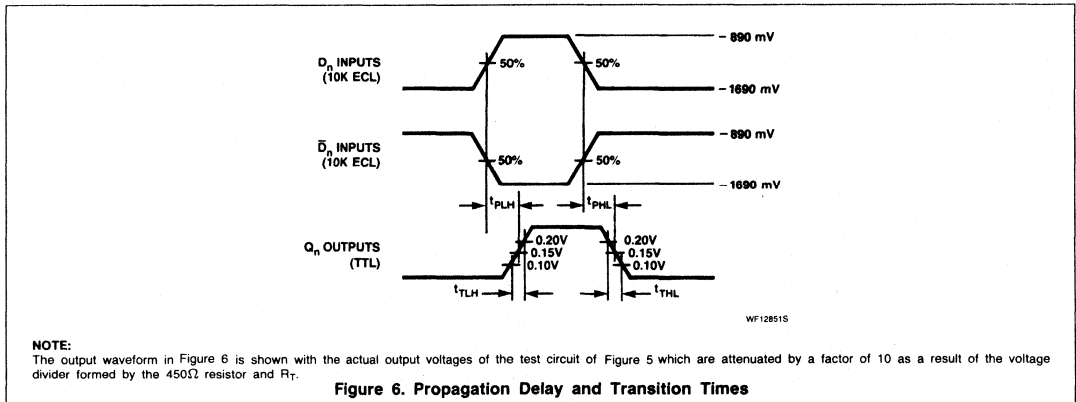 – 890 mV
Dn INPUTS
(10K ECL)
50%
50%
– 1690 mV
– 890 mV
D̅n INPUTS
(10K ECL)
50%
50%
– 1690 mV
tPLH
tPHL
Qn OUTPUTS
(TTL)
0.20V
0.15V
0.10V
0.20V
0.15V
0.10V
tTLH
tTHL
WF12851S
NOTE:
The output waveform in Figure 6 is shown with the actual output voltages of the test circuit of Figure 5 which are attenuated by a factor of 10 as a result of the voltage
divider formed by the 450Ω resistor and RT.
Figure 6. Propagation Delay and Transition Times